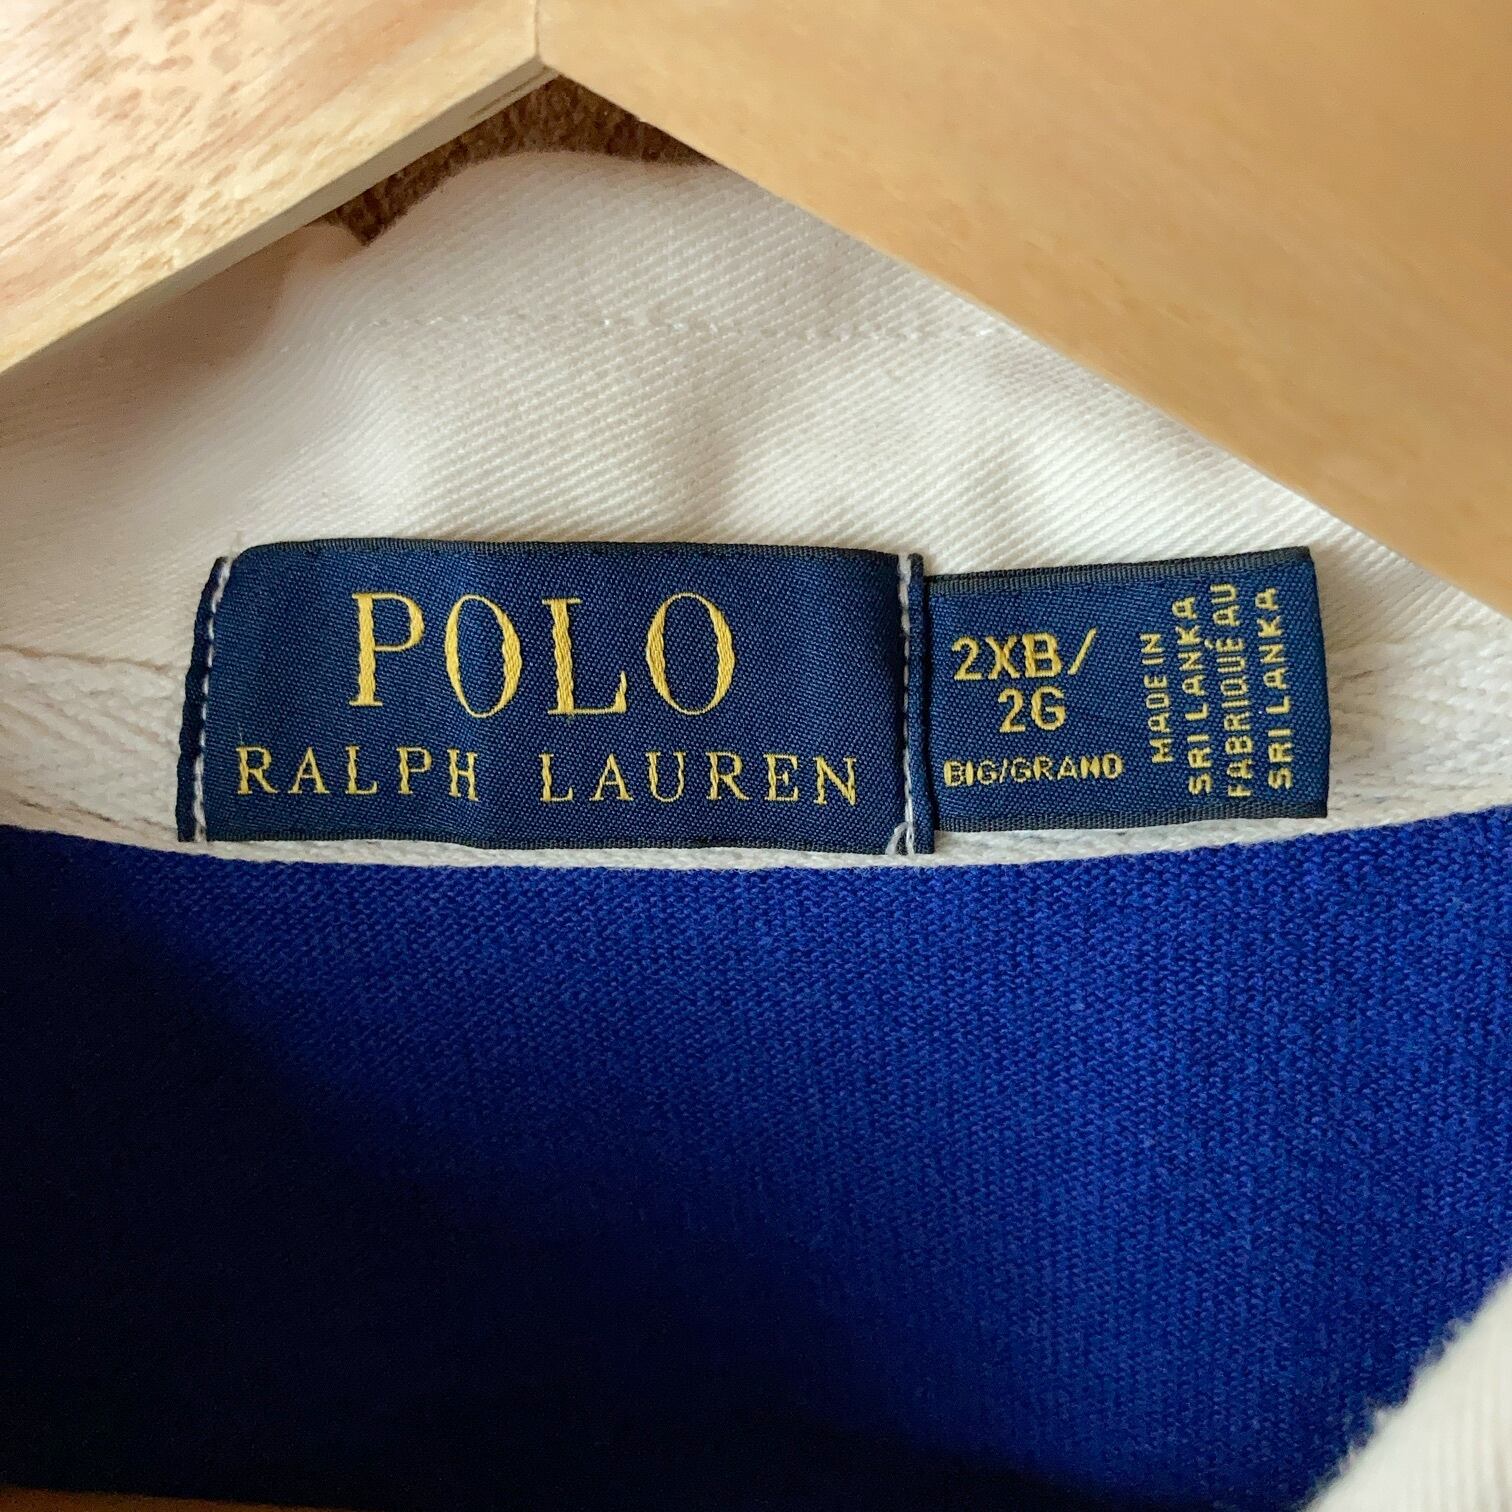 POLO
RALPH LAUREN
2XB/
2G
BIG/GRAND
MADE IN
SRI LANKA
FABRIQUÉ AU
SRI LANKA